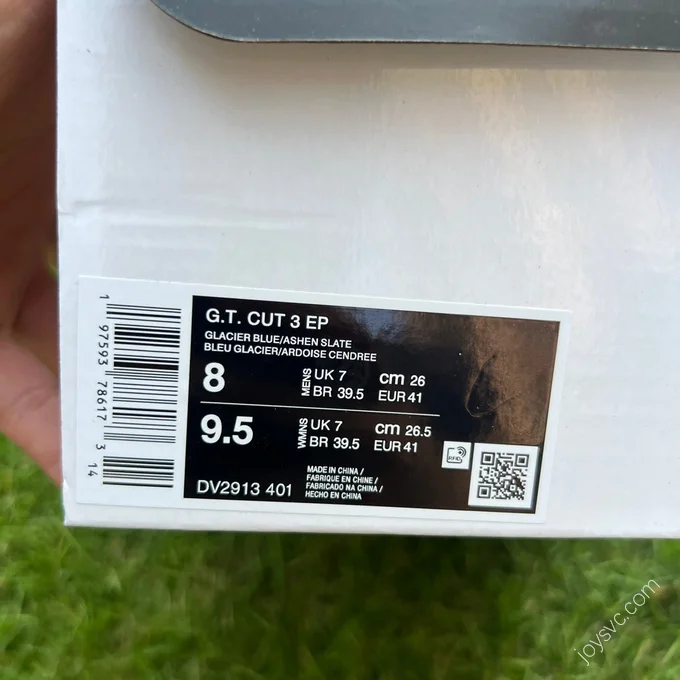 G.T. CUT 3 EP
GLACIER BLUE/ASHEN SLATE
BLEU GLACIER/ARDOISE CENDREE
8 MENS UK 7 cm 26
BR 39.5 EUR 41
9.5 WMNS UK 7 cm 26.5
BR 39.5 EUR 41
DV2913 401
MADE IN CHINA /
FABRIQUE EN CHINE /
FABRICADO NA CHINA /
HECHO EN CHINA
RFID
1 97593 78617 3
14
joysvc.com